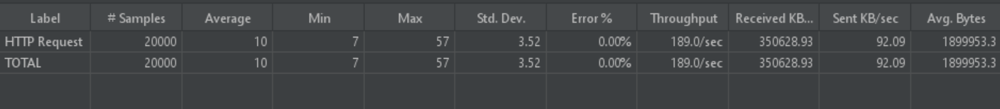 Label # Samples Average Min Max Std. Dev. Error % Throughput Received KB... Sent KB/sec Avg. Bytes
HTTP Request 20000 10 7 57 3.52 0.00% 189.0/sec 350628.93 92.09 1899953.3
TOTAL 20000 10 7 57 3.52 0.00% 189.0/sec 350628.93 92.09 1899953.3